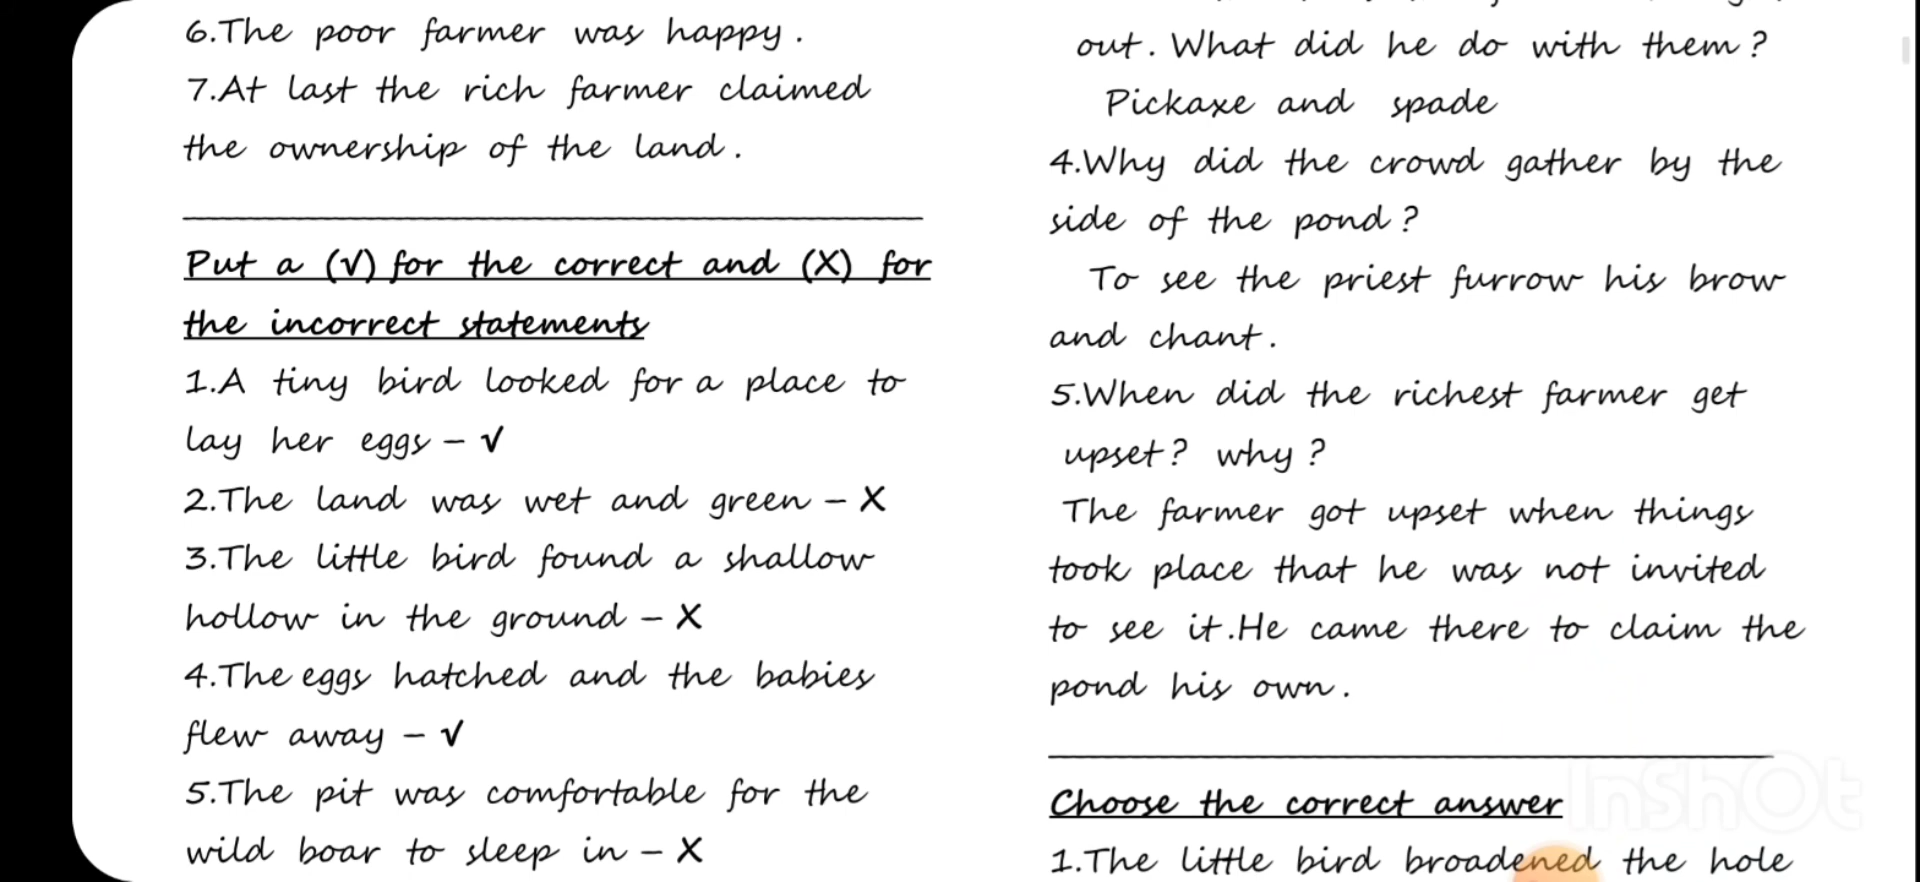 6.The poor farmer was happy .
7.At last the rich farmer claimed
the ownership of the land .
Put a (√) for the correct and (X) for
the incorrect statements
1.A tiny bird looked for a place to
lay her eggs – √
2.The land was wet and green – X
3.The little bird found a shallow
hollow in the ground – X
4.The eggs hatched and the babies
flew away – √
5.The pit was comfortable for the
wild boar to sleep in – X
out . What did he do with them ?
Pickaxe and spade
4.Why did the crowd gather by the
side of the pond ?
To see the priest furrow his brow
and chant .
5.When did the richest farmer get
upset? why ?
The farmer got upset when things
took place that he was not invited
to see it .He came there to claim the
pond his own .
Choose the correct answer
1.The little bird broadened the hole
InShOt